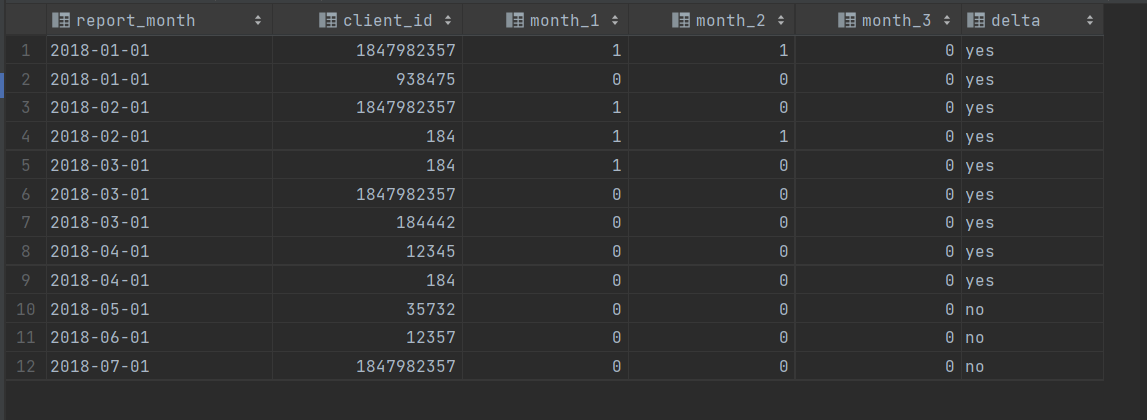 report_month client_id month_1 month_2 month_3 delta
1 2018-01-01 1847982357 1 1 0 yes
2 2018-01-01 938475 0 0 0 yes
3 2018-02-01 1847982357 1 0 0 yes
4 2018-02-01 184 1 1 0 yes
5 2018-03-01 184 1 0 0 yes
6 2018-03-01 1847982357 0 0 0 yes
7 2018-03-01 184442 0 0 0 yes
8 2018-04-01 12345 0 0 0 yes
9 2018-04-01 184 0 0 0 yes
10 2018-05-01 35732 0 0 0 no
11 2018-06-01 12357 0 0 0 no
12 2018-07-01 1847982357 0 0 0 no